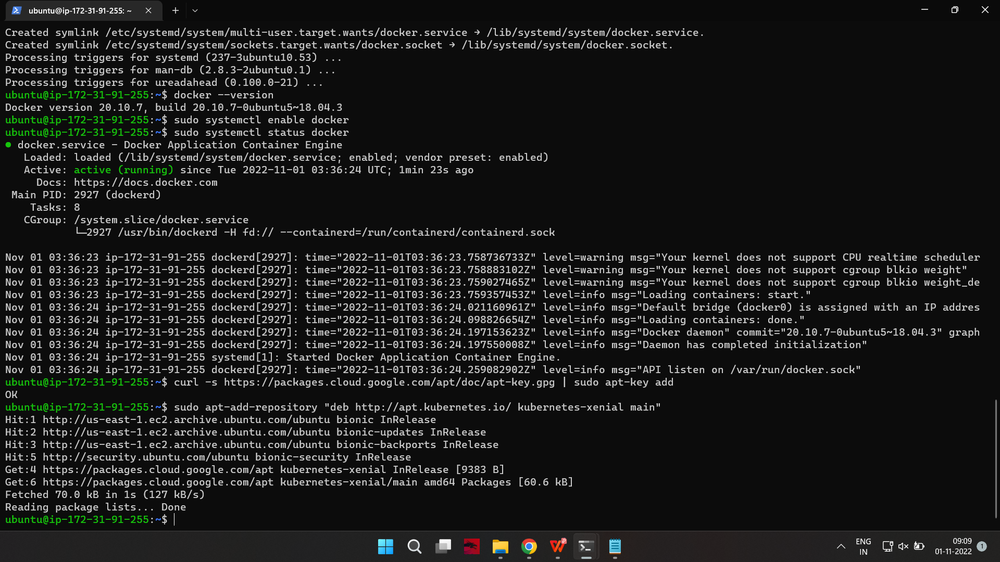 ubuntu@ip-172-31-91-255: ~
Created symlink /etc/systemd/system/multi-user.target.wants/docker.service → /lib/systemd/system/docker.service.
Created symlink /etc/systemd/system/sockets.target.wants/docker.socket → /lib/systemd/system/docker.socket.
Processing triggers for systemd (237-3ubuntu10.53) ...
Processing triggers for man-db (2.8.3-2ubuntu0.1) ...
Processing triggers for ureadahead (0.100.0-21) ...
ubuntu@ip-172-31-91-255:~$ docker --version
Docker version 20.10.7, build 20.10.7-0ubuntu5~18.04.3
ubuntu@ip-172-31-91-255:~$ sudo systemctl enable docker
ubuntu@ip-172-31-91-255:~$ sudo systemctl status docker
● docker.service - Docker Application Container Engine
   Loaded: loaded (/lib/systemd/system/docker.service; enabled; vendor preset: enabled)
   Active: active (running) since Tue 2022-11-01 03:36:24 UTC; 1min 23s ago
     Docs: https://docs.docker.com
 Main PID: 2927 (dockerd)
    Tasks: 8
   CGroup: /system.slice/docker.service
           └─2927 /usr/bin/dockerd -H fd:// --containerd=/run/containerd/containerd.sock
Nov 01 03:36:23 ip-172-31-91-255 dockerd[2927]: time="2022-11-01T03:36:23.758736733Z" level=warning msg="Your kernel does not support CPU realtime scheduler
Nov 01 03:36:23 ip-172-31-91-255 dockerd[2927]: time="2022-11-01T03:36:23.758883102Z" level=warning msg="Your kernel does not support cgroup blkio weight"
Nov 01 03:36:23 ip-172-31-91-255 dockerd[2927]: time="2022-11-01T03:36:23.759027465Z" level=warning msg="Your kernel does not support cgroup blkio weight_de
Nov 01 03:36:23 ip-172-31-91-255 dockerd[2927]: time="2022-11-01T03:36:23.759357453Z" level=info msg="Loading containers: start."
Nov 01 03:36:24 ip-172-31-91-255 dockerd[2927]: time="2022-11-01T03:36:24.021160961Z" level=info msg="Default bridge (docker0) is assigned with an IP addres
Nov 01 03:36:24 ip-172-31-91-255 dockerd[2927]: time="2022-11-01T03:36:24.098826654Z" level=info msg="Loading containers: done."
Nov 01 03:36:24 ip-172-31-91-255 dockerd[2927]: time="2022-11-01T03:36:24.197153623Z" level=info msg="Docker daemon" commit="20.10.7-0ubuntu5~18.04.3" graph
Nov 01 03:36:24 ip-172-31-91-255 dockerd[2927]: time="2022-11-01T03:36:24.197550008Z" level=info msg="Daemon has completed initialization"
Nov 01 03:36:24 ip-172-31-91-255 systemd[1]: Started Docker Application Container Engine.
Nov 01 03:36:24 ip-172-31-91-255 dockerd[2927]: time="2022-11-01T03:36:24.259082902Z" level=info msg="API listen on /var/run/docker.sock"
ubuntu@ip-172-31-91-255:~$ curl -s https://packages.cloud.google.com/apt/doc/apt-key.gpg | sudo apt-key add
OK
ubuntu@ip-172-31-91-255:~$ sudo apt-add-repository "deb http://apt.kubernetes.io/ kubernetes-xenial main"
Hit:1 http://us-east-1.ec2.archive.ubuntu.com/ubuntu bionic InRelease
Hit:2 http://us-east-1.ec2.archive.ubuntu.com/ubuntu bionic-updates InRelease
Hit:3 http://us-east-1.ec2.archive.ubuntu.com/ubuntu bionic-backports InRelease
Hit:5 http://security.ubuntu.com/ubuntu bionic-security InRelease
Get:4 https://packages.cloud.google.com/apt kubernetes-xenial InRelease [9383 B]
Get:6 https://packages.cloud.google.com/apt kubernetes-xenial/main amd64 Packages [60.6 kB]
Fetched 70.0 kB in 1s (127 kB/s)
Reading package lists... Done
ubuntu@ip-172-31-91-255:~$
ENG
IN
09:09
01-11-2022
1